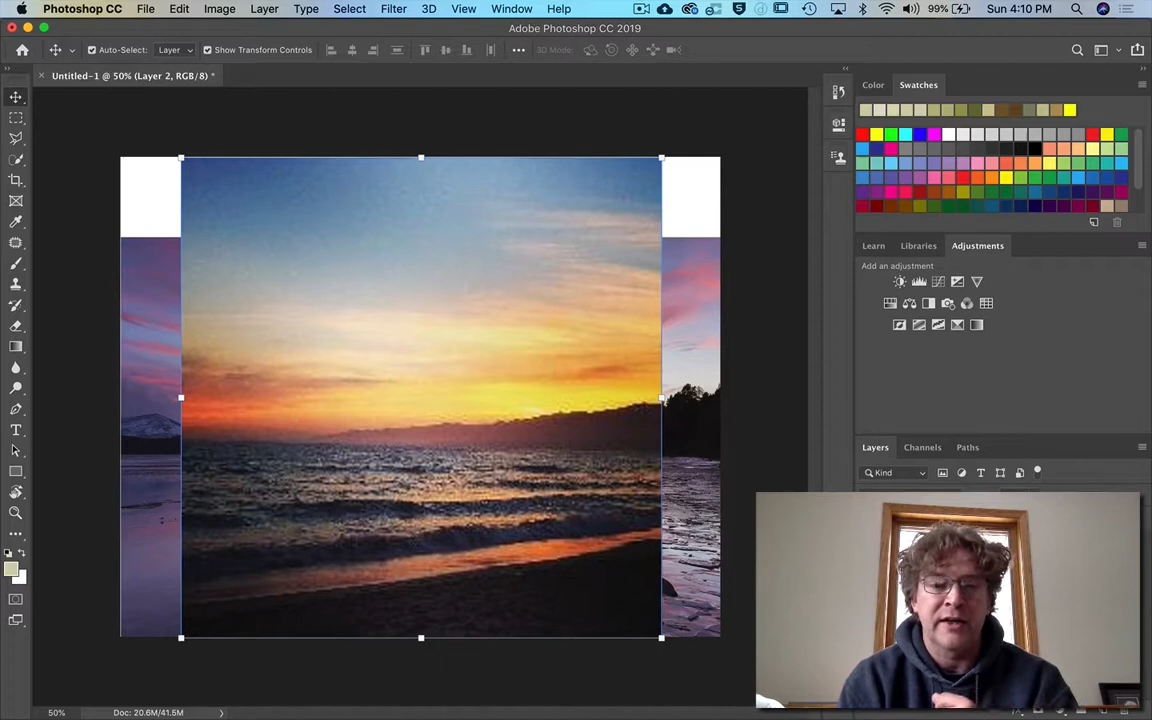 Photoshop CC File Edit Image Layer Type Select Filter 3D View Window Help 99% Sun 4:10 PM
Adobe Photoshop CC 2019
Auto-Select: Layer Show Transform Controls 3D Mode:
Untitled-1 @ 50% (Layer 2, RGB/8) *
Color Swatches
Learn Libraries Adjustments
Add an adjustment
Layers Channels Paths
Kind
50% Doc: 20.6M/41.5M